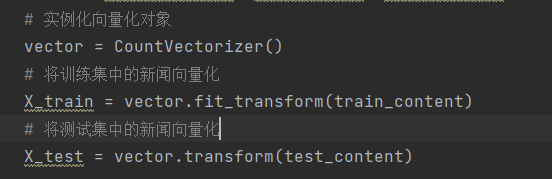 # 实例化向量化对象
vector = CountVectorizer()
# 将训练集中的新闻向量化
X_train = vector.fit_transform(train_content)
# 将测试集中的新闻向量化
X_test = vector.transform(test_content)